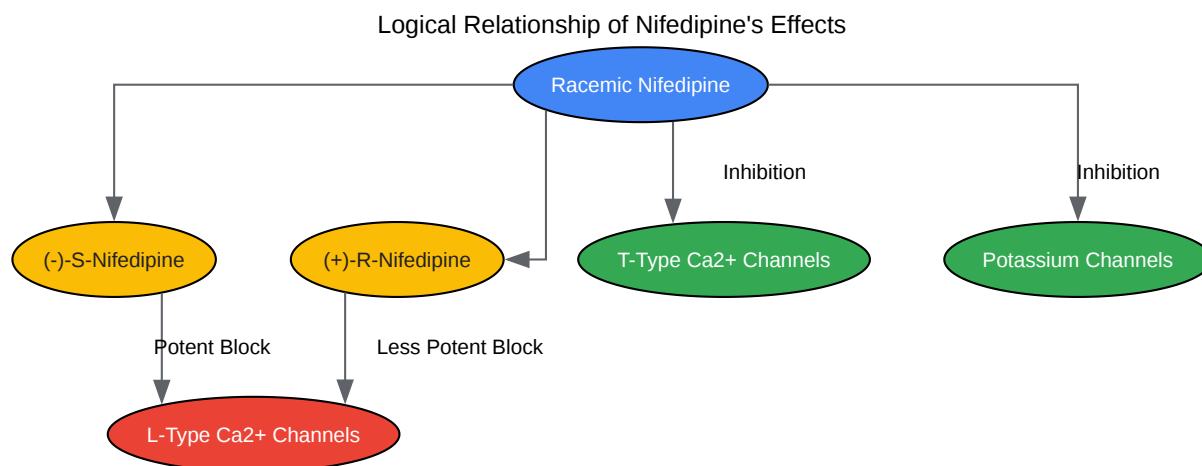 Logical Relationship of Nifedipine's Effects
Racemic Nifedipine
Inhibition
Inhibition
(-)-S-Nifedipine
(+)-R-Nifedipine
T-Type Ca2+ Channels
Potassium Channels
Potent Block
Less Potent Block
L-Type Ca2+ Channels